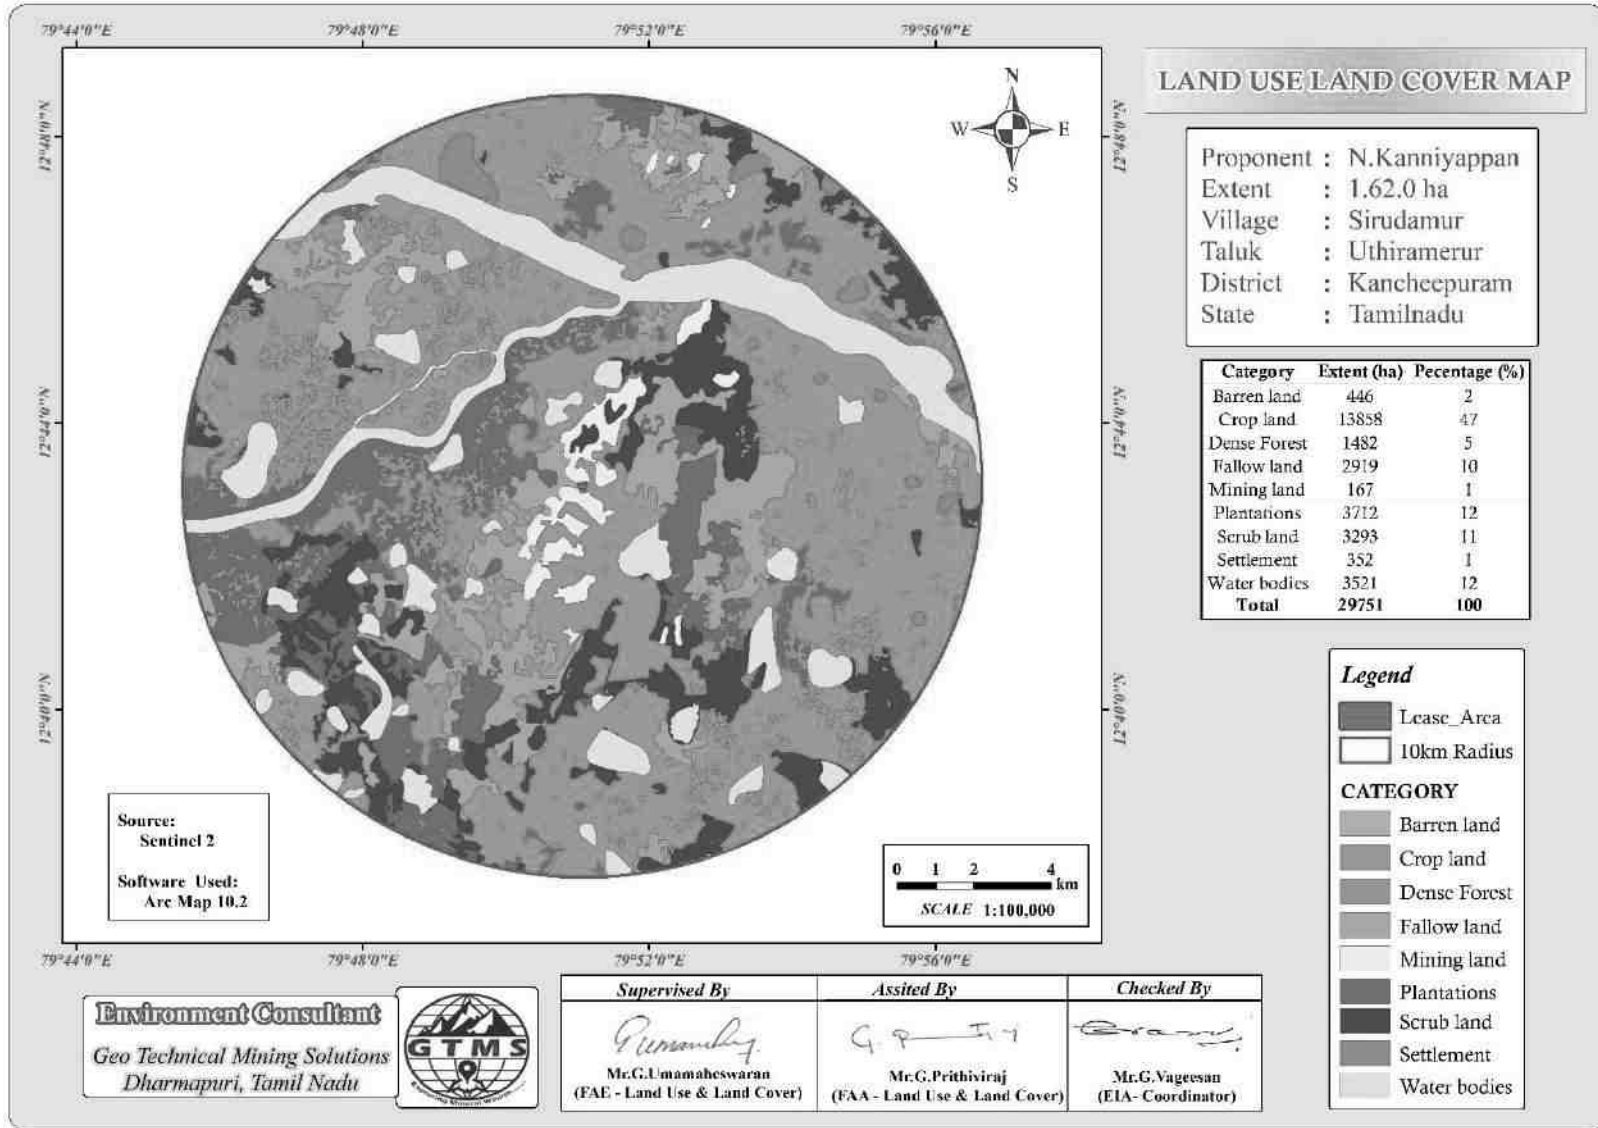 79°44'0"E 79°48'0"E 79°52'0"E 79°56'0"E
LAND USE LAND COVER MAP
N
W E
S
12°48'0"N 12°48'0"N
12°44'0"N 12°44'0"N
12°40'0"N 12°40'0"N
Proponent : N.Kanniyappan
Extent : 1.62.0 ha
Village : Sirudamur
Taluk : Uthiramerur
District : Kancheepuram
State : Tamilnadu
Category Extent (ha) Pecentage (%)
Barren land 446 2
Crop land 13858 47
Dense Forest 1482 5
Fallow land 2919 10
Mining land 167 1
Plantations 3712 12
Scrub land 3293 11
Settlement 352 1
Water bodies 3521 12
Total 29751 100
Legend
Lease_Area
10km Radius
CATEGORY
Barren land
Crop land
Dense Forest
Fallow land
Mining land
Plantations
Scrub land
Settlement
Water bodies
Source:
Sentinel 2
Software Used:
Arc Map 10.2
0 1 2 4
km
SCALE 1:100,000
79°44'0"E 79°48'0"E 79°52'0"E 79°56'0"E
Environment Consultant
Geo Technical Mining Solutions
Dharmapuri, Tamil Nadu
GTMS
Supervised By Assited By Checked By
Mr.G.Umamaheswaran Mr.G.Prithiviraj Mr.G.Vageesan
(FAE - Land Use & Land Cover) (FAA - Land Use & Land Cover) (EIA- Coordinator)